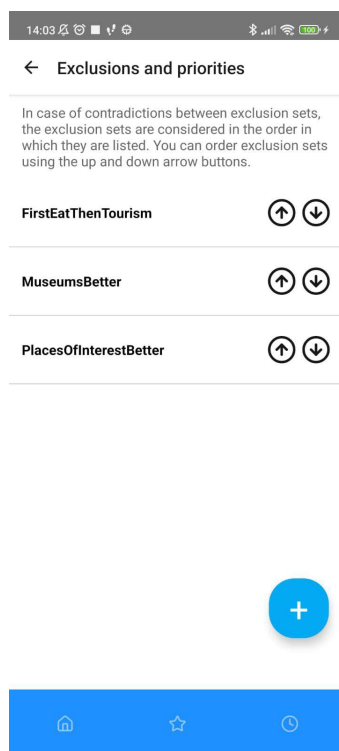 14:03
100
Exclusions and priorities
In case of contradictions between exclusion sets,
the exclusion sets are considered in the order in
which they are listed. You can order exclusion sets
using the up and down arrow buttons.
FirstEatThenTourism
MuseumsBetter
PlacesOfInterestBetter